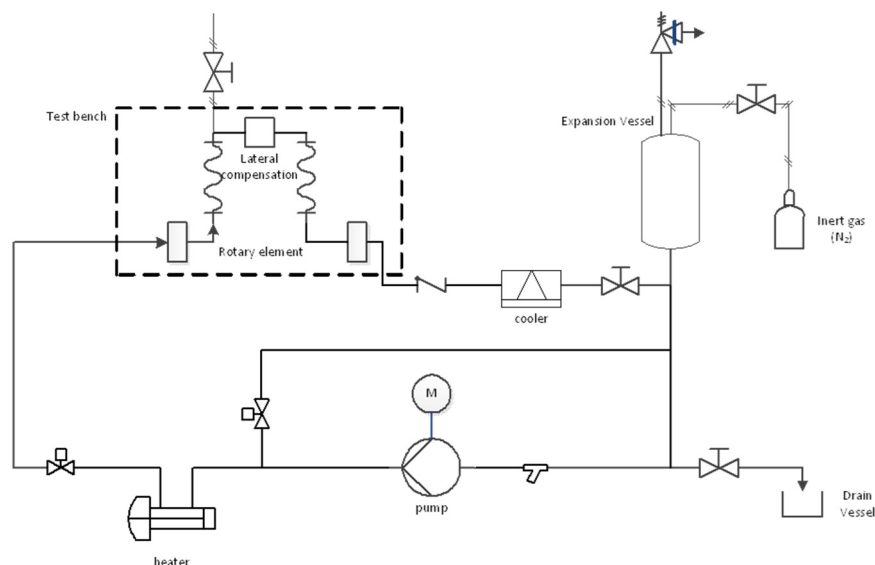 Test bench
Expansion Vessel
Lateral
compensation
Inert gas
(N₂)
Rotary element
cooler
M
pump
Drain
Vessel
heater